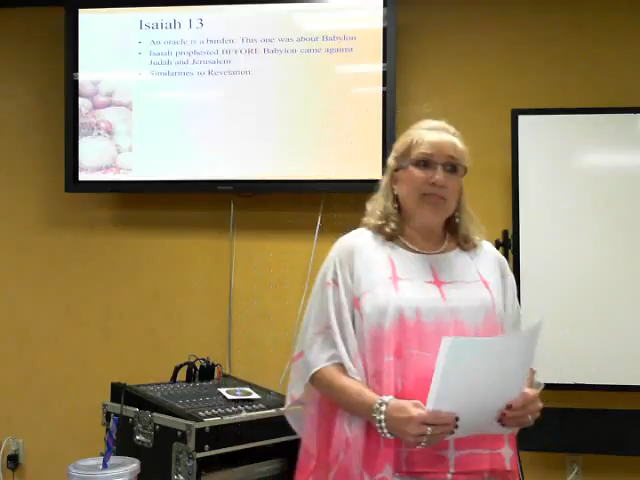 Isaiah 13
• An oracle is a burden. This one was about Babylon
• Isaiah prophesied BEFORE Babylon came against
Judah and Jerusalem
• Similarities to Revelation.